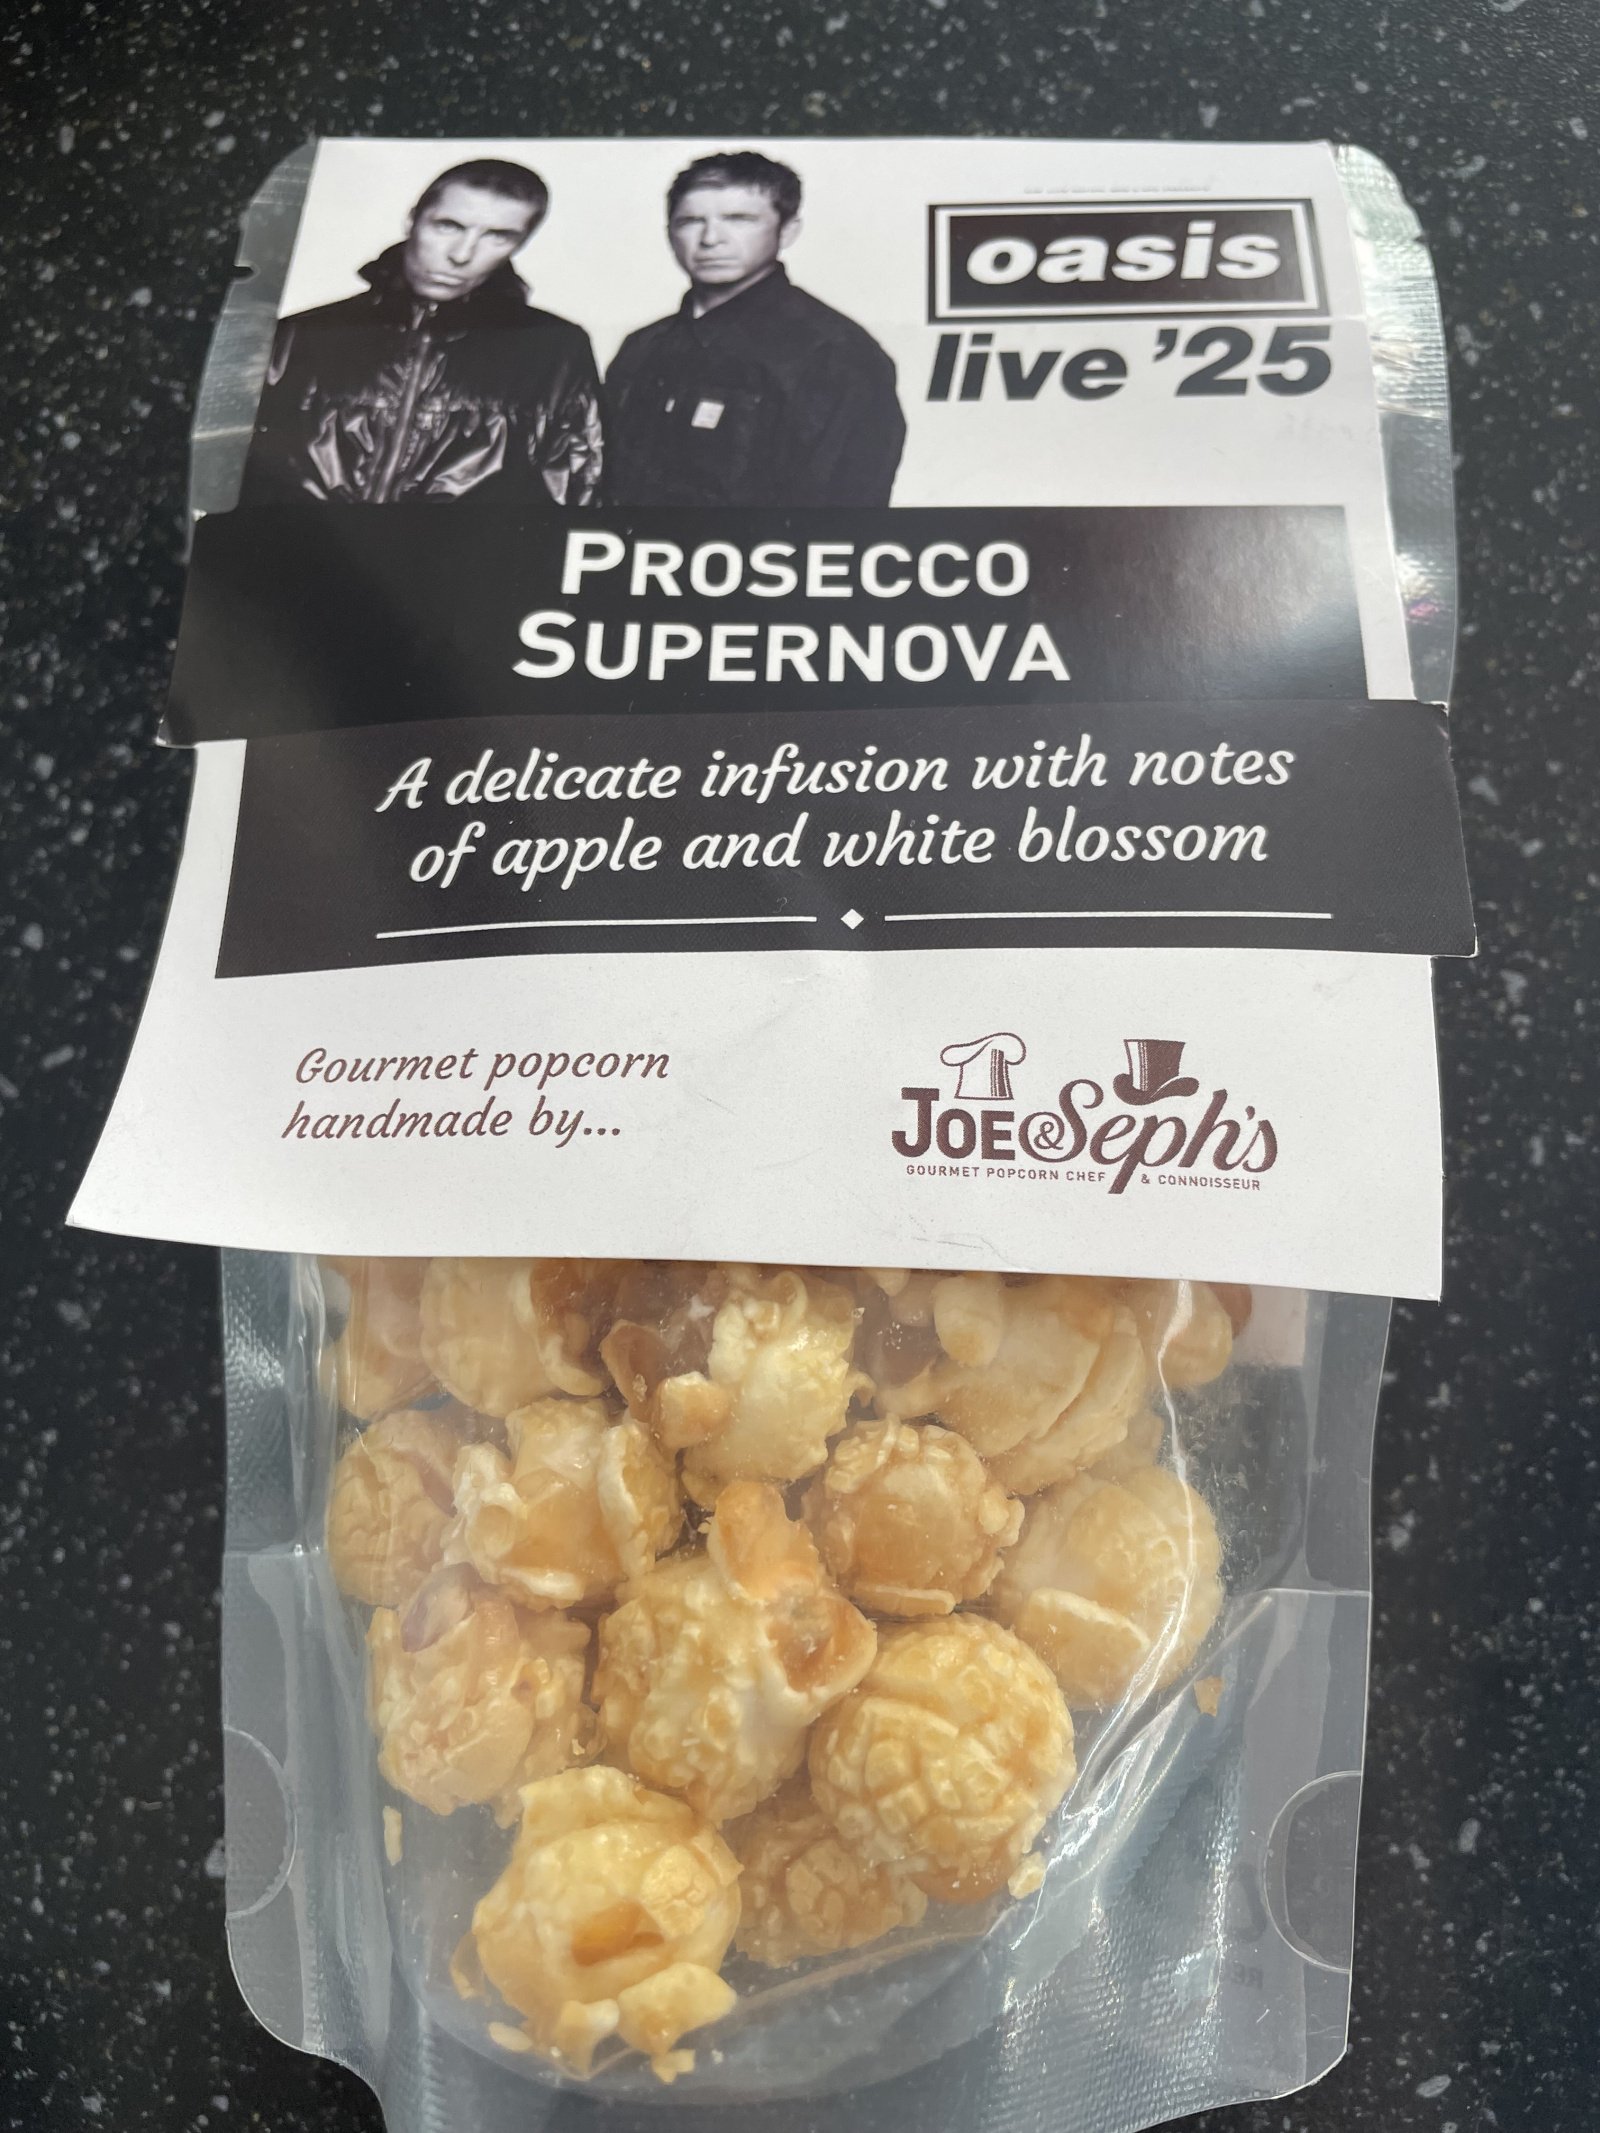 oasis
live '25
PROSECCO
SUPERNOVA
A delicate infusion with notes
of apple and white blossom
Gourmet popcorn
handmade by...
JOE & Seph's
GOURMET POPCORN CHEF & CONNOISSEUR